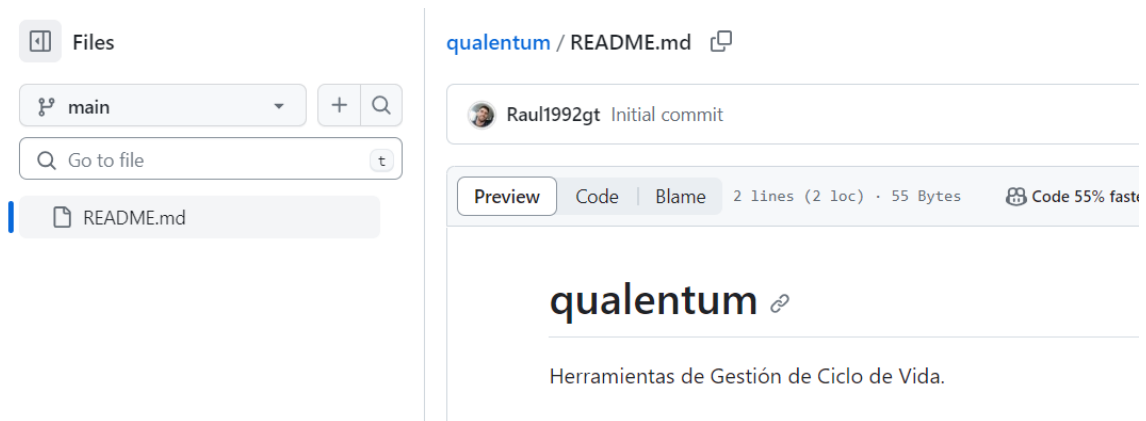 Files
main
Go to file
t
README.md
qualentum / README.md
Raul1992gt Initial commit
Preview Code Blame 2 lines (2 loc) · 55 Bytes Code 55% faste
qualentum
Herramientas de Gestión de Ciclo de Vida.